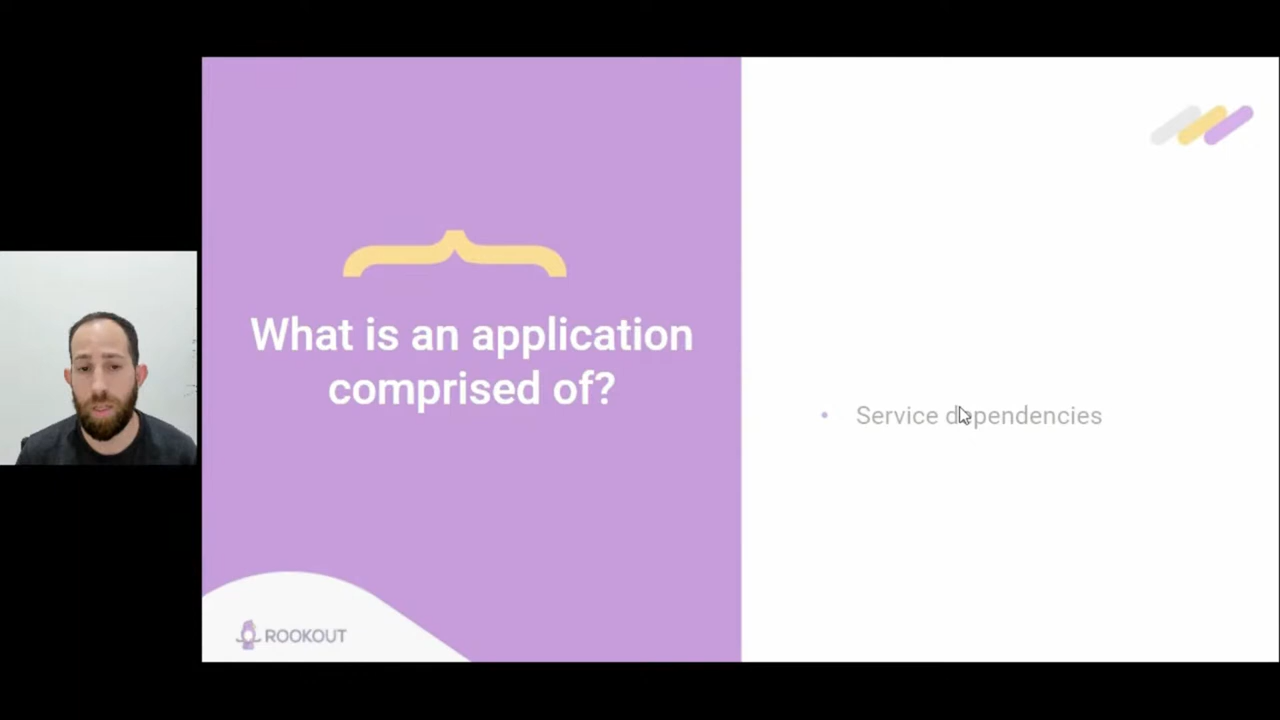 What is an application
comprised of?
• Service dependencies
ROOKOUT